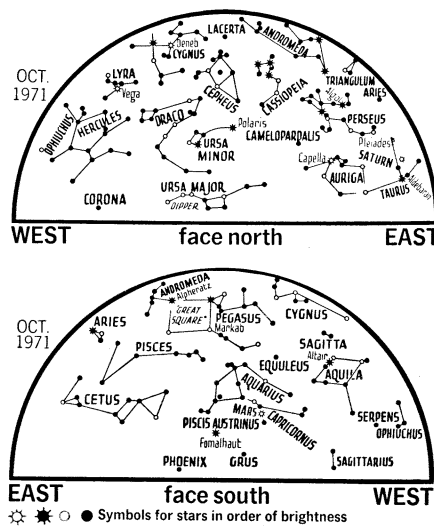 LACERTA
ANDROMEDA
Deneb
CYGNUS
OCT.
1971
LYRA
Vega
CEPHEUS
CASSIOPEIA
TRIANGULUM
ARIES
Algol
PERSEUS
OPHIUCHUS
HERCULES
DRACO
Polaris
CAMELOPARDALIS
URSA
MINOR
Pleiades
SATURN
Capella
AURIGA
Aldebaran
TAURUS
CORONA
URSA MAJOR
DIPPER
WEST face north EAST
ANDROMEDA
Alpheratz
OCT.
1971
ARIES
"GREAT
SQUARE"
PEGASUS
Markab
CYGNUS
SAGITTA
PISCES
Altair
EQUULEUS
AQUILA
CETUS
AQUARIUS
MARS
CAPRICORNUS
PISCIS AUSTRINUS
Fomalhaut
SERPENS
OPHIUCHUS
PHOENIX
GRUS
SAGITTARIUS
EAST face south WEST
Symbols for stars in order of brightness